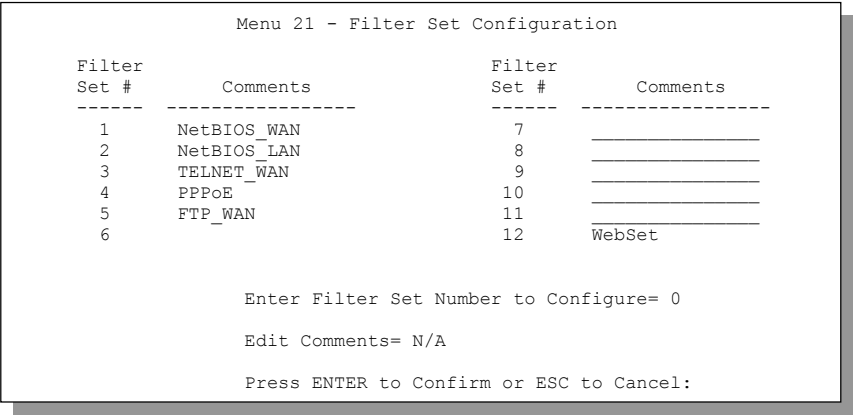 Menu 21 - Filter Set Configuration
Filter                                      Filter
Set #        Comments                       Set #        Comments
------  -----------------                   ------  -----------------
1      NetBIOS_WAN                          7      _______________
2      NetBIOS_LAN                          8      _______________
3      TELNET_WAN                           9      _______________
4      PPPoE                                10     _______________
5      FTP_WAN                              11     _______________
6                                           12     WebSet
Enter Filter Set Number to Configure= 0
Edit Comments= N/A
Press ENTER to Confirm or ESC to Cancel: